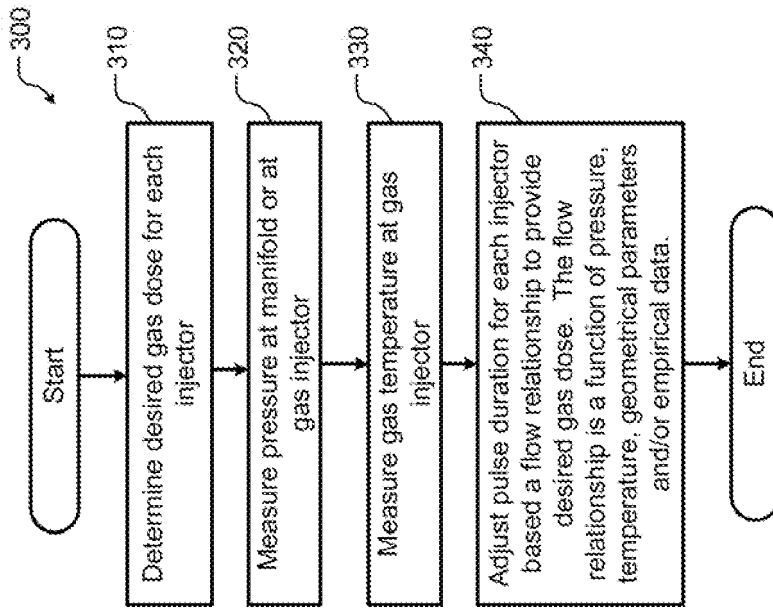 300
Start
310
Determine desired gas dose for each
injector
320
Measure pressure at manifold or at
gas injector
330
Measure gas temperature at gas
injector
340
Adjust pulse duration for each injector
based a flow relationship to provide
desired gas dose. The flow
relationship is a function of pressure,
temperature, geometrical parameters
and/or empirical data.
End